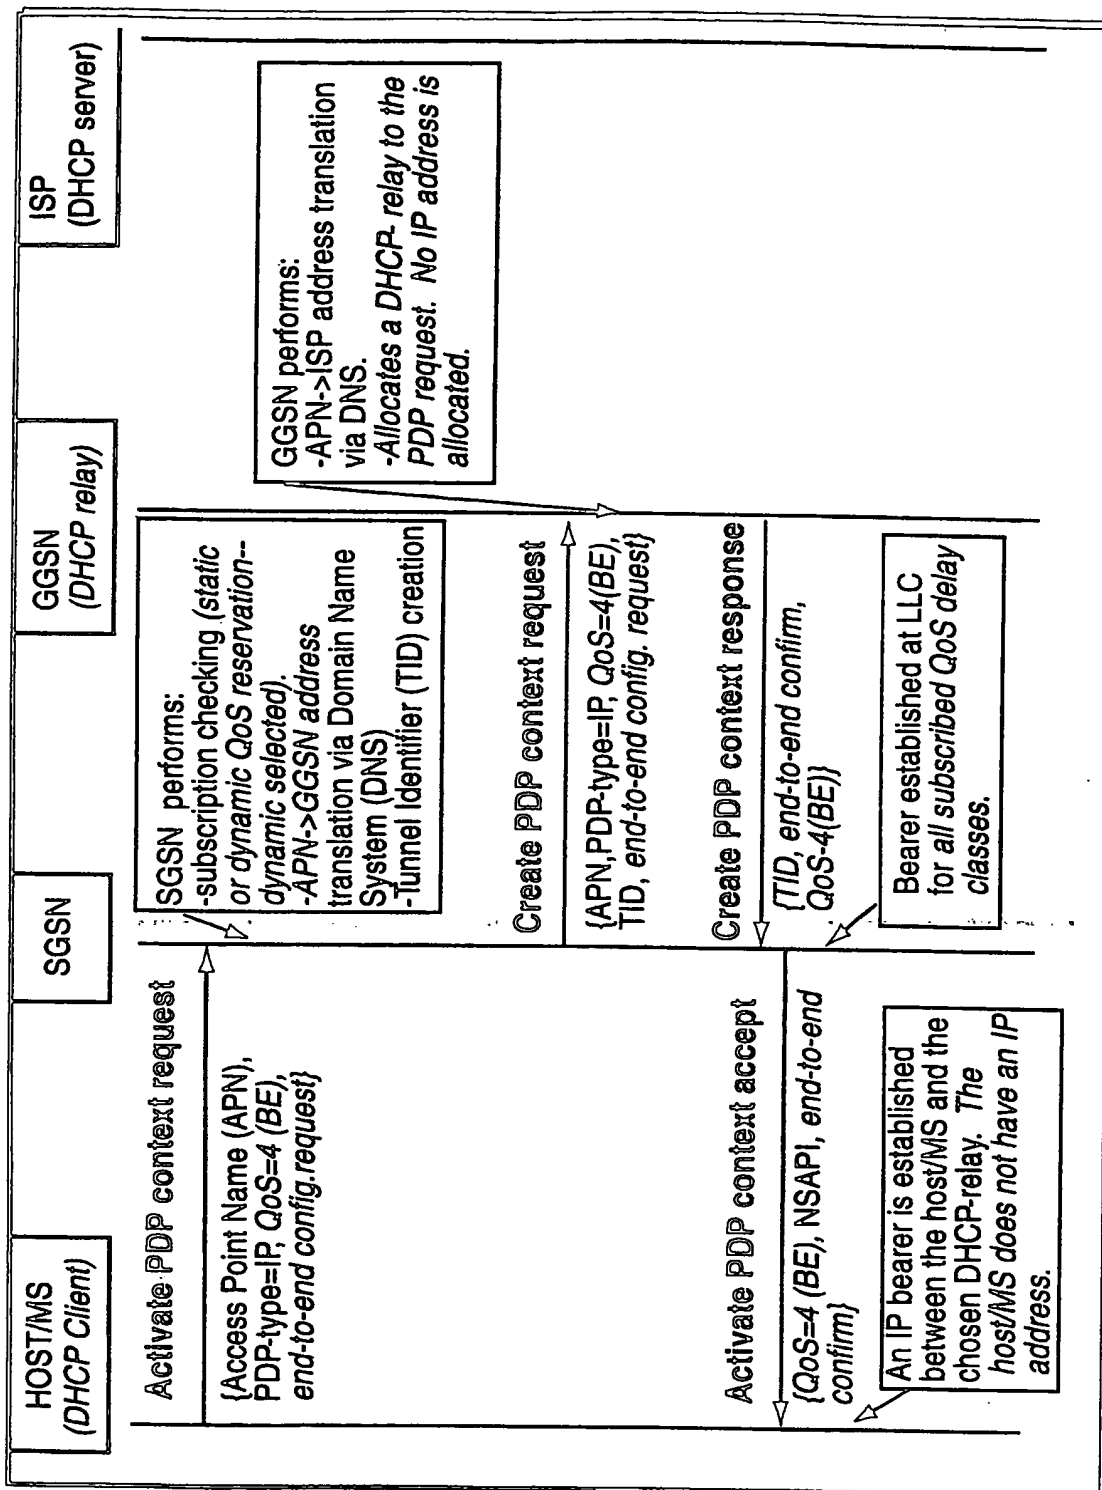 HOST/MS
(DHCP Client)
SGSN
GGSN
(DHCP relay)
ISP
(DHCP server)
Activate PDP context request
{Access Point Name (APN),
PDP-type=IP, QoS=4 (BE),
end-to-end config.request}
SGSN performs:
-subscription checking (static
or dynamic QoS reservation--
dynamic selected).
-APN->GGSN address
translation via Domain Name
System (DNS)
-Tunnel Identifier (TID) creation
Create PDP context request
{APN,PDP-type=IP, QoS=4(BE),
TID, end-to-end config. request}
GGSN performs:
-APN->ISP address translation
via DNS.
-Allocates a DHCP- relay to the
PDP request. No IP address is
allocated.
Create PDP context response
{TID, end-to-end confirm,
QoS-4(BE)}
Activate PDP context accept
{QoS=4 (BE), NSAPI, end-to-end
confirm}
Bearer established at LLC
for all subscribed QoS delay
classes.
An IP bearer is established
between the host/MS and the
chosen DHCP-relay. The
host/MS does not have an IP
address.